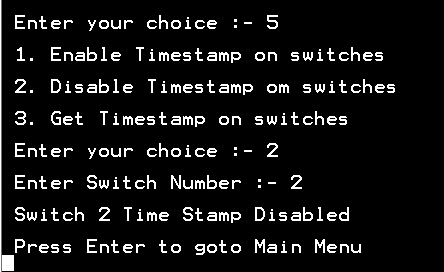 Enter your choice :- 5
1. Enable Timestamp on switches
2. Disable Timestamp om switches
3. Get Timestamp on switches
Enter your choice :- 2
Enter Switch Number :- 2
Switch 2 Time Stamp Disabled
Press Enter to goto Main Menu